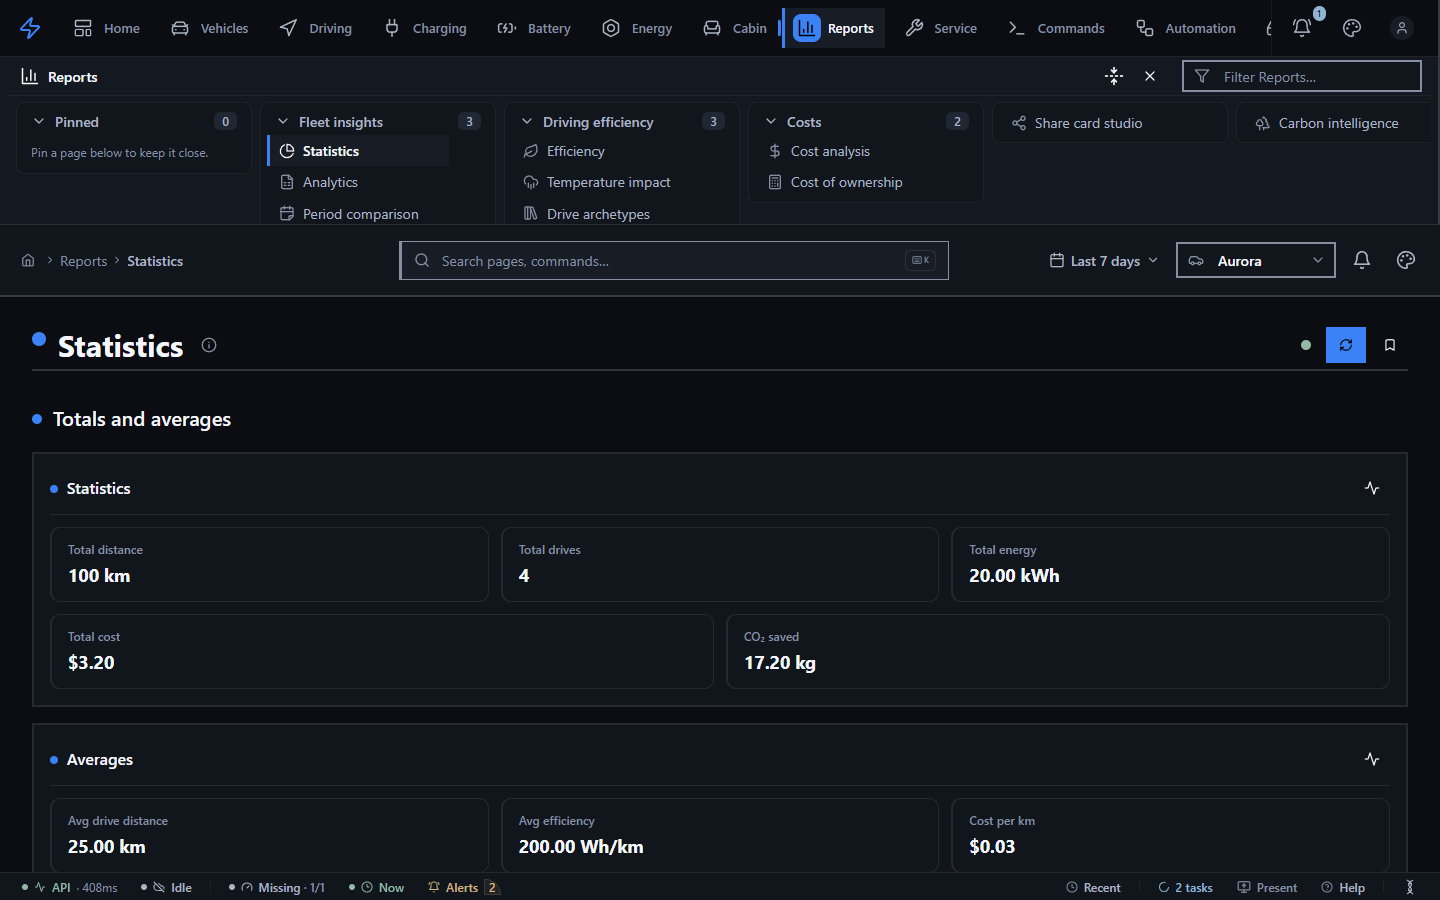 Home
Vehicles
Driving
Charging
Battery
Energy
Cabin
Reports
Service
Commands
Automation
1
Reports
Filter Reports...
Pinned 0
Pin a page below to keep it close.
Fleet insights 3
Statistics
Analytics
Period comparison
Driving efficiency 3
Efficiency
Temperature impact
Drive archetypes
Costs 2
Cost analysis
Cost of ownership
Share card studio
Carbon intelligence
Reports
Statistics
Search pages, commands...
K
Last 7 days
Aurora
Statistics
Totals and averages
Statistics
Total distance
100 km
Total drives
4
Total energy
20.00 kWh
Total cost
$3.20
CO₂ saved
17.20 kg
Averages
Avg drive distance
25.00 km
Avg efficiency
200.00 Wh/km
Cost per km
$0.03
API · 408ms
Idle
Missing · 1/1
Now
Alerts 2
Recent
2 tasks
Present
Help